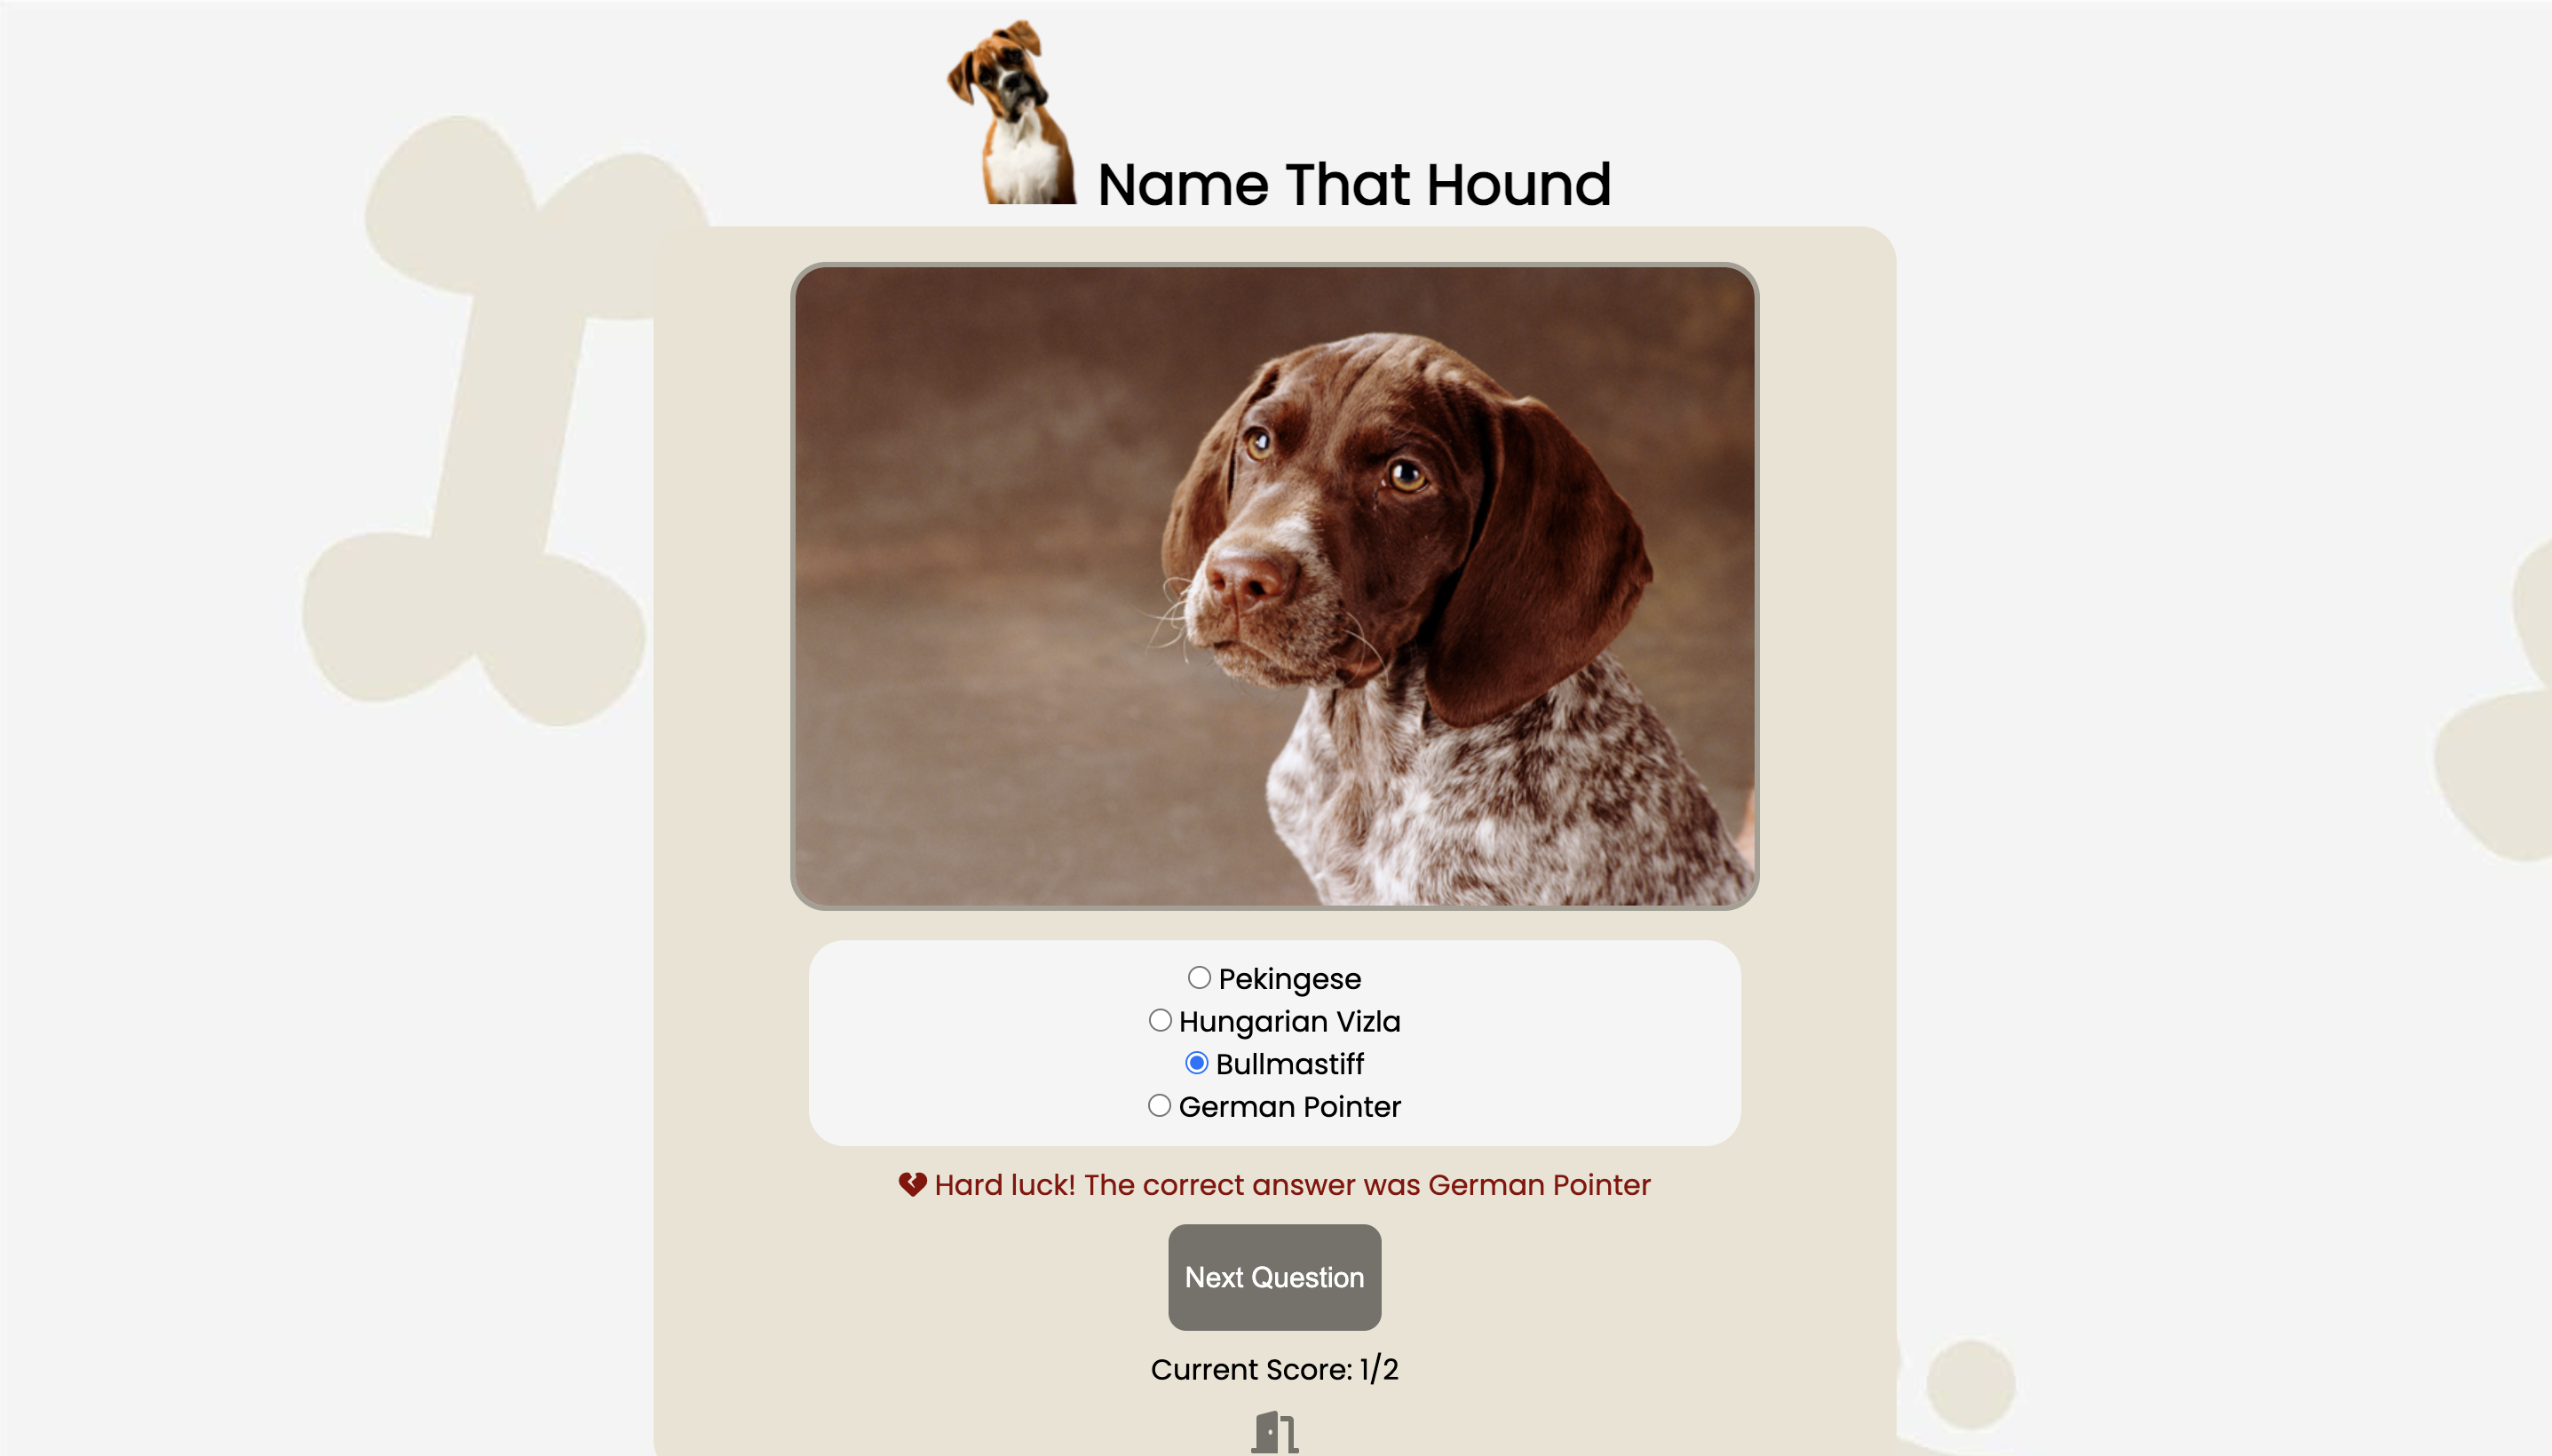 Name That Hound
Pekingese
Hungarian Vizla
Bullmastiff
German Pointer
Hard luck! The correct answer was German Pointer
Next Question
Current Score: 1/2